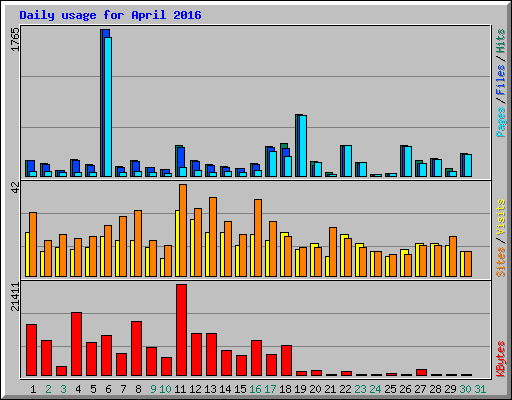 Daily usage for April 2016
1765
Pages / Files / Hits
42
Sites / Visits
21411
KBytes
1 2 3 4 5 6 7 8 9 10 11 12 13 14 15 16 17 18 19 20 21 22 23 24 25 26 27 28 29 30 31